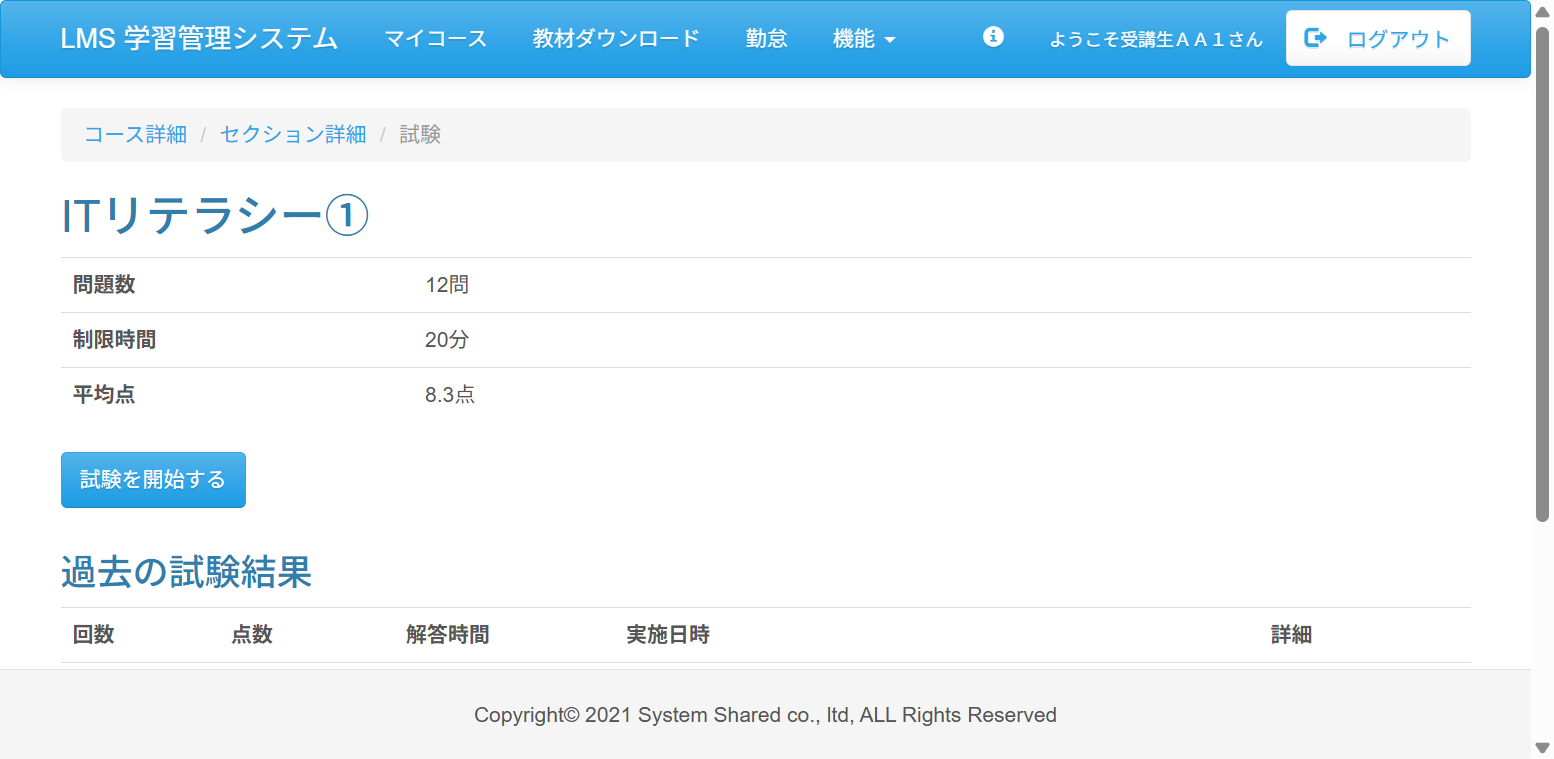 LMS 学習管理システム マイコース 教材ダウンロード 勤怠 機能 ようこそ受講生ＡＡ１さん ログアウト
コース詳細 / セクション詳細 / 試験
ITリテラシー①
問題数 12問
制限時間 20分
平均点 8.3点
試験を開始する
過去の試験結果
回数 点数 解答時間 実施日時 詳細
Copyright© 2021 System Shared co., ltd, ALL Rights Reserved